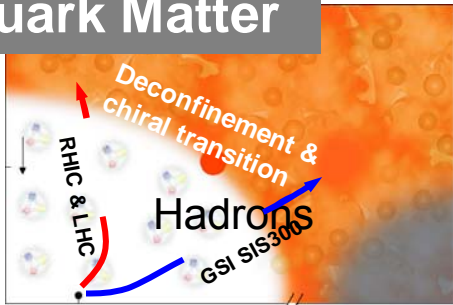 uark Matter
Deconfinement &
chiral transition
RHIC & LHC
Hadrons
GSI SIS300